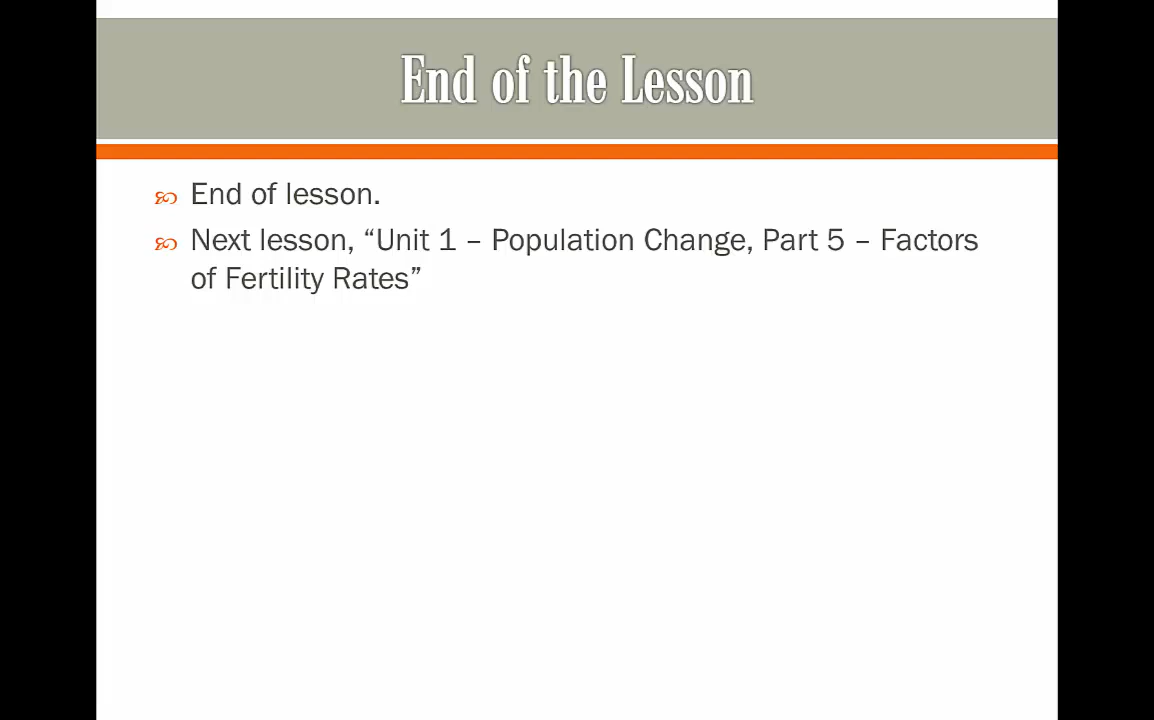 End of the Lesson
End of lesson.
Next lesson, “Unit 1 – Population Change, Part 5 – Factors
of Fertility Rates”